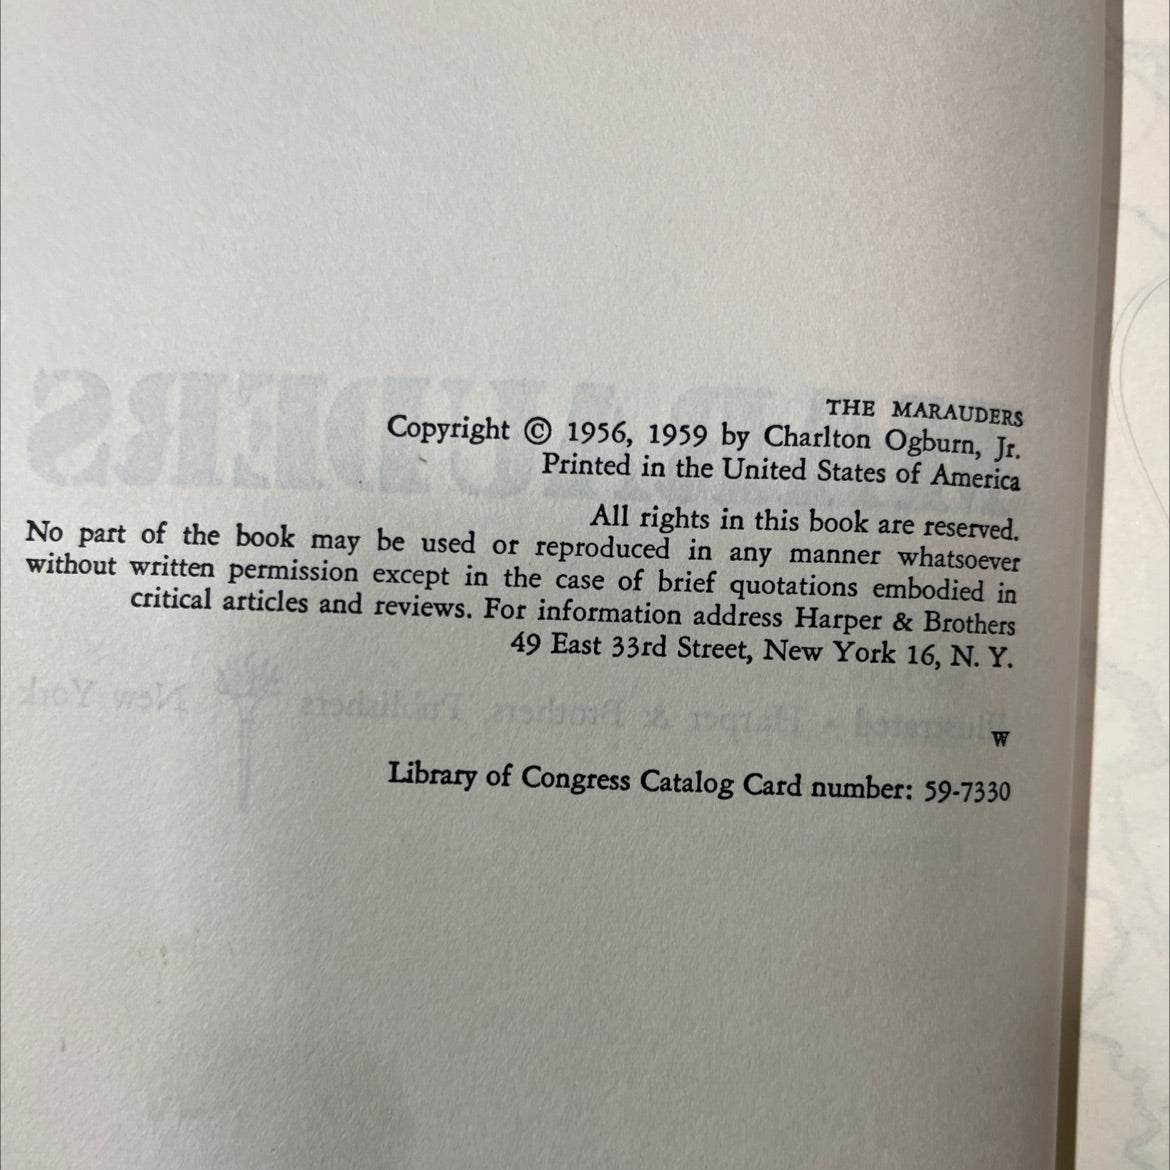 THE MARAUDERS
Copyright © 1956, 1959 by Charlton Ogburn, Jr.
Printed in the United States of America
All rights in this book are reserved.
No part of the book may be used or reproduced in any manner whatsoever
without written permission except in the case of brief quotations embodied in
critical articles and reviews. For information address Harper & Brothers
49 East 33rd Street, New York 16, N. Y.
W
Library of Congress Catalog Card number: 59-7330